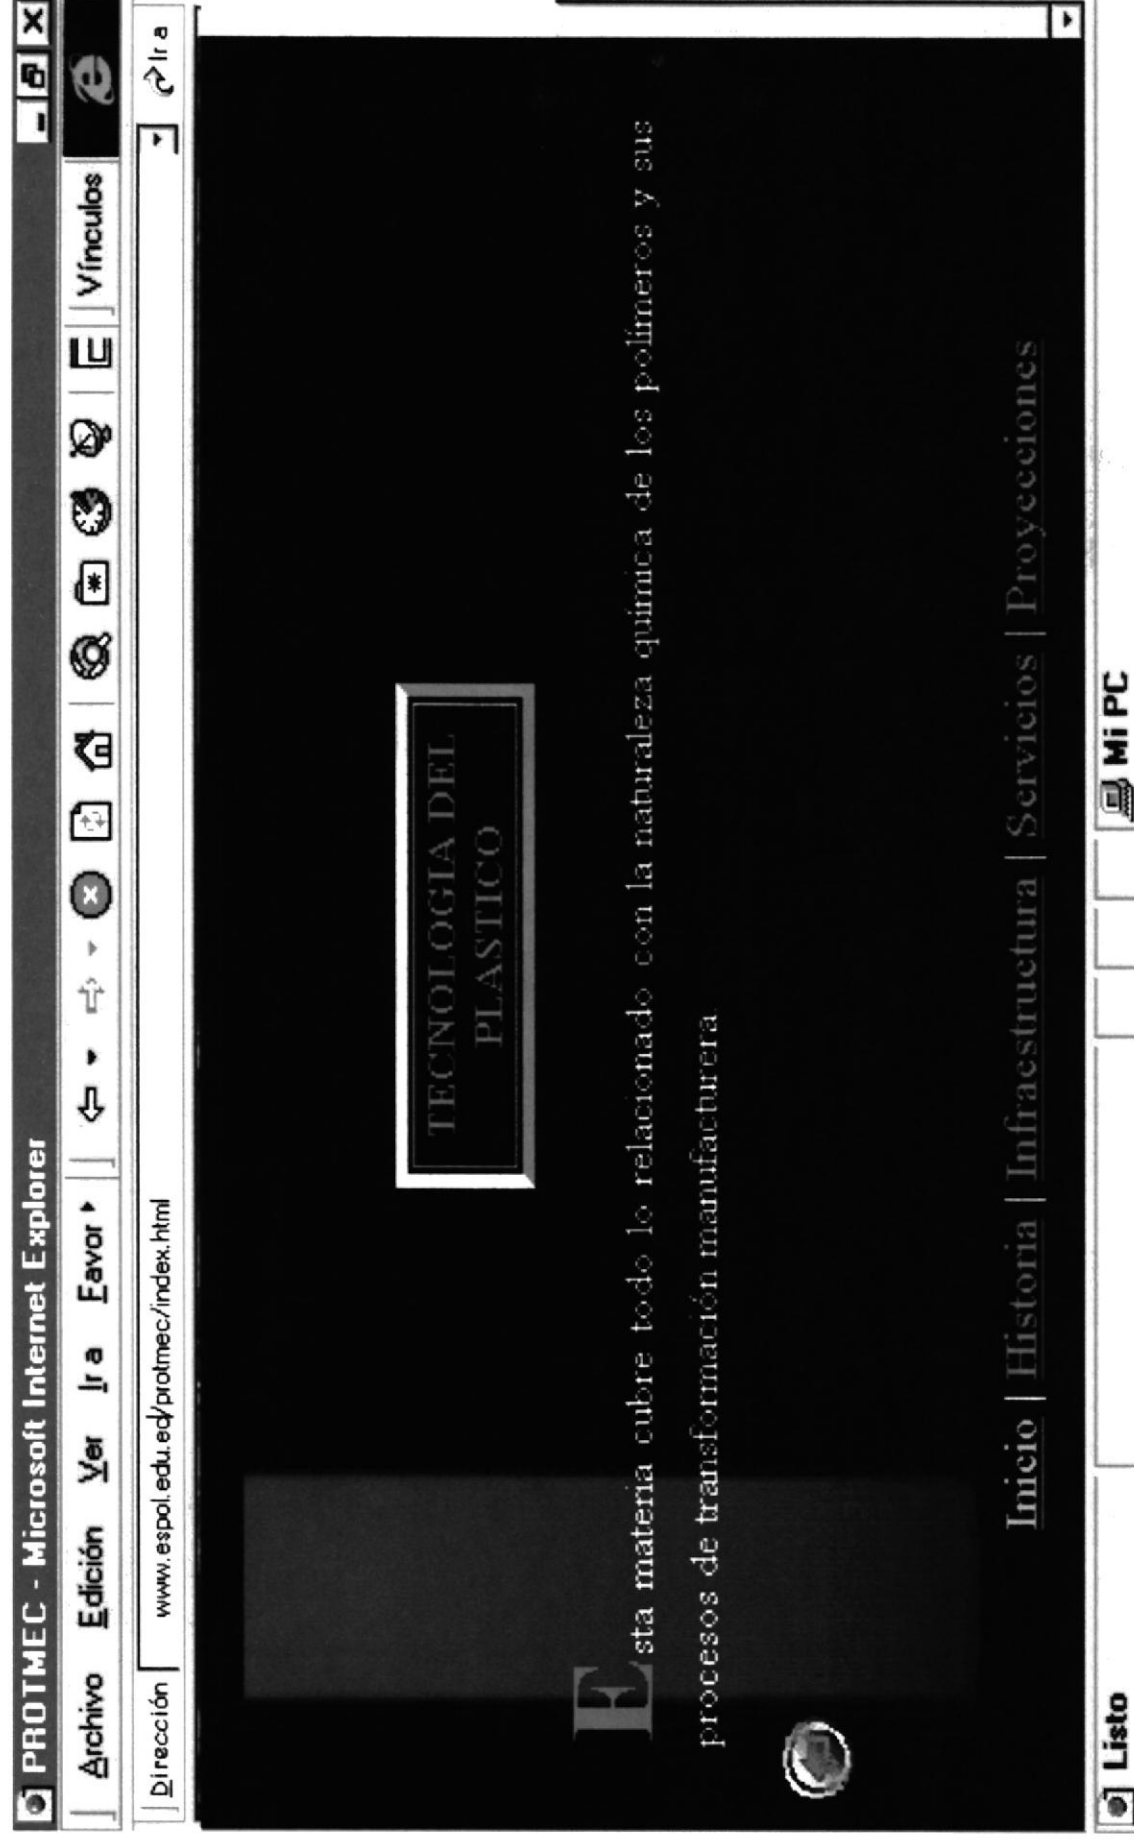 PROTMEC - Microsoft Internet Explorer
Archivo Edición Ver Ir a Favor Vínculos
Dirección www.espol.edu.ed/protmec/index.html Ir a
TECNOLOGIA DEL
PLASTICO
Esta materia cubre todo lo relacionado con la naturaleza química de los polímeros y sus
procesos de transformación manufacturera
Inicio | Historia | Infraestructura | Servicios | Proyecciones
Listo Mi PC